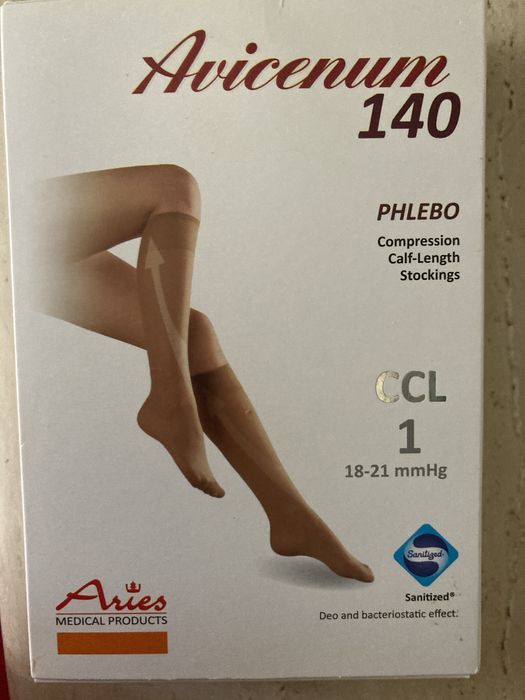 Avicenum
140
PHLEBO
Compression
Calf-Length
Stockings
CCL
1
18-21 mmHg
Sanitized
Sanitized®
Deo and bacteriostatic effect.
Aries
MEDICAL PRODUCTS